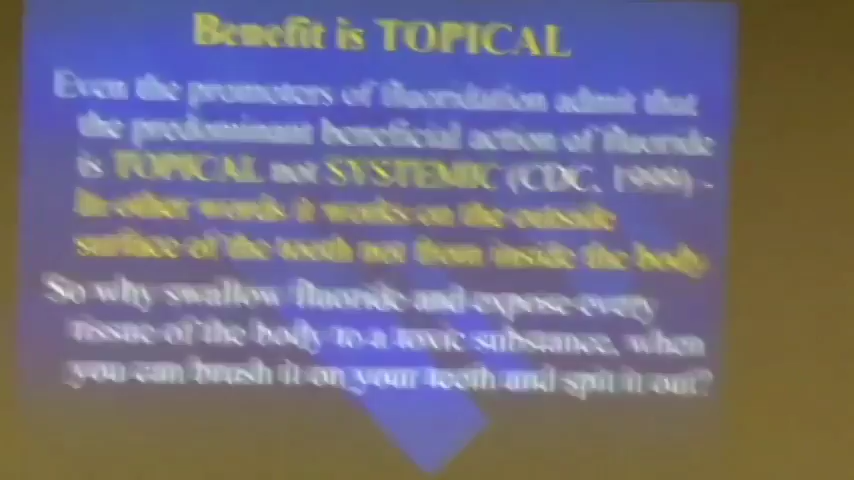 Benefit is TOPICAL
Even the promoters of fluoridation admit that
the predominant beneficial action of fluoride
is TOPICAL not SYSTEMIC (CDC, 1999) -
In other words it works on the outside
surface of the tooth not from inside the body
So why swallow fluoride and expose every
tissue of the body to a toxic substance, when
you can brush it on your teeth and spit it out?